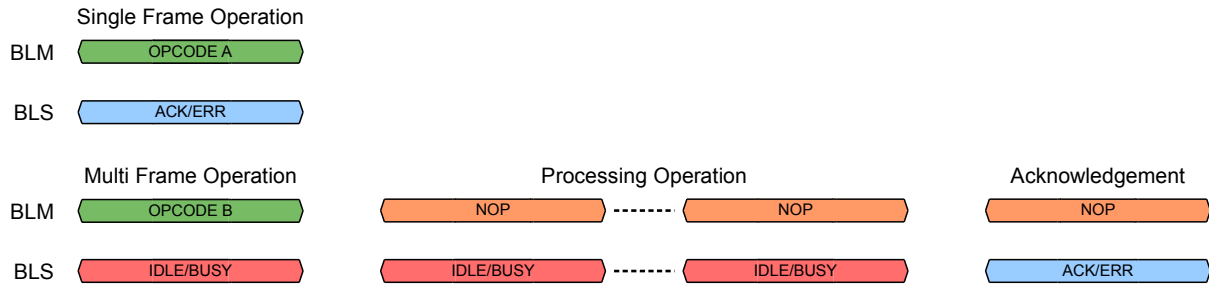 Single Frame Operation
BLM OPCODE A
BLS ACK/ERR
Multi Frame Operation Processing Operation Acknowledgement
BLM OPCODE B NOP NOP NOP
BLS IDLE/BUSY IDLE/BUSY IDLE/BUSY ACK/ERR